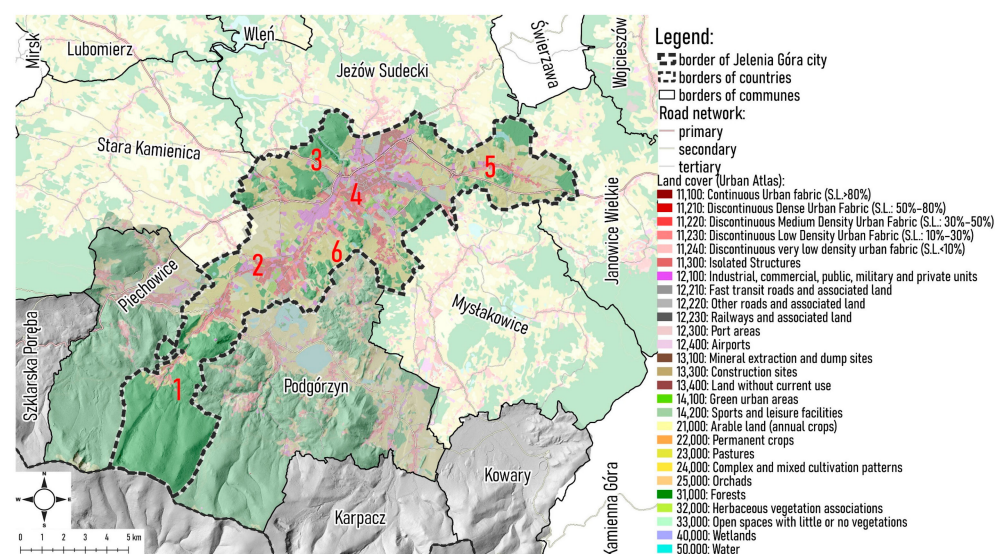 Mirsk
Lubomierz
Wleń
Świerzawa
Wojcieszów
Jeżów Sudecki
Stara Kamienica
3
5
4
6
2
1
Piechowice
Janowice Wielkie
Mysłakowice
Szklarska Poręba
Podgórzyn
Kowary
Karpacz
Kamienna Góra
N
W E
S
0 1 2 3 4 5 km
Legend:
border of Jelenia Góra city
borders of countries
borders of communes
Road network:
primary
secondary
tertiary
Land cover (Urban Atlas):
11,100: Continuous Urban fabric (S.L.>80%)
11,210: Discontinuous Dense Urban Fabric (S.L.: 50%-80%)
11,220: Discontinuous Medium Density Urban Fabric (S.L.: 30%-50%)
11,230: Discontinuous Low Density Urban Fabric (S.L.: 10%-30%)
11,240: Discontinuous very low density urban fabric (S.L.<10%)
11,300: Isolated Structures
12,100: Industrial, commercial, public, military and private units
12,210: Fast transit roads and associated land
12,220: Other roads and associated land
12,230: Railways and associated land
12,300: Port areas
12,400: Airports
13,100: Mineral extraction and dump sites
13,300: Construction sites
13,400: Land without current use
14,100: Green urban areas
14,200: Sports and leisure facilities
21,000: Arable land (annual crops)
22,000: Permanent crops
23,000: Pastures
24,000: Complex and mixed cultivation patterns
25,000: Orchads
31,000: Forests
32,000: Herbaceous vegetation associations
33,000: Open spaces with little or no vegetations
40,000: Wetlands
50,000: Water